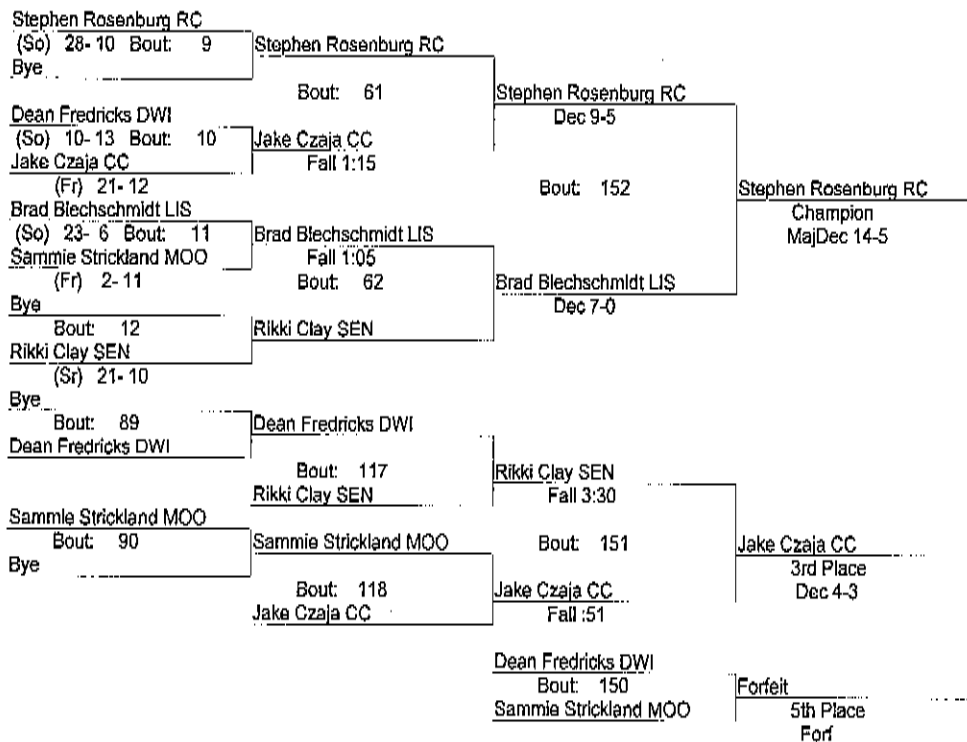 Stephen Rosenburg RC
(So) 28- 10 Bout: 9
Bye
Stephen Rosenburg RC
Bout: 61
Dean Fredricks DWI
(So) 10- 13 Bout: 10
Jake Czaja CC
(Fr) 21- 12
Jake Czaja CC
Fall 1:15
Stephen Rosenburg RC
Dec 9-5
Bout: 152
Brad Blechschmidt LIS
(So) 23- 6 Bout: 11
Sammie Strickland MOO
(Fr) 2- 11
Brad Blechschmidt LIS
Fall 1:05
Bout: 62
Bye
Bout: 12
Rikki Clay SEN
(Sr) 21- 10
Rikki Clay SEN
Brad Blechschmidt LIS
Dec 7-0
Stephen Rosenburg RC
Champion
MajDec 14-5
Bye
Bout: 89
Dean Fredricks DWI
Dean Fredricks DWI
Bout: 117
Rikki Clay SEN
Rikki Clay SEN
Fall 3:30
Bout: 151
Sammie Strickland MOO
Bout: 90
Bye
Sammie Strickland MOO
Bout: 118
Jake Czaja CC
Jake Czaja CC
Fall :51
Jake Czaja CC
3rd Place
Dec 4-3
Dean Fredricks DWI
Bout: 150
Sammie Strickland MOO
Forfeit
5th Place
Forf